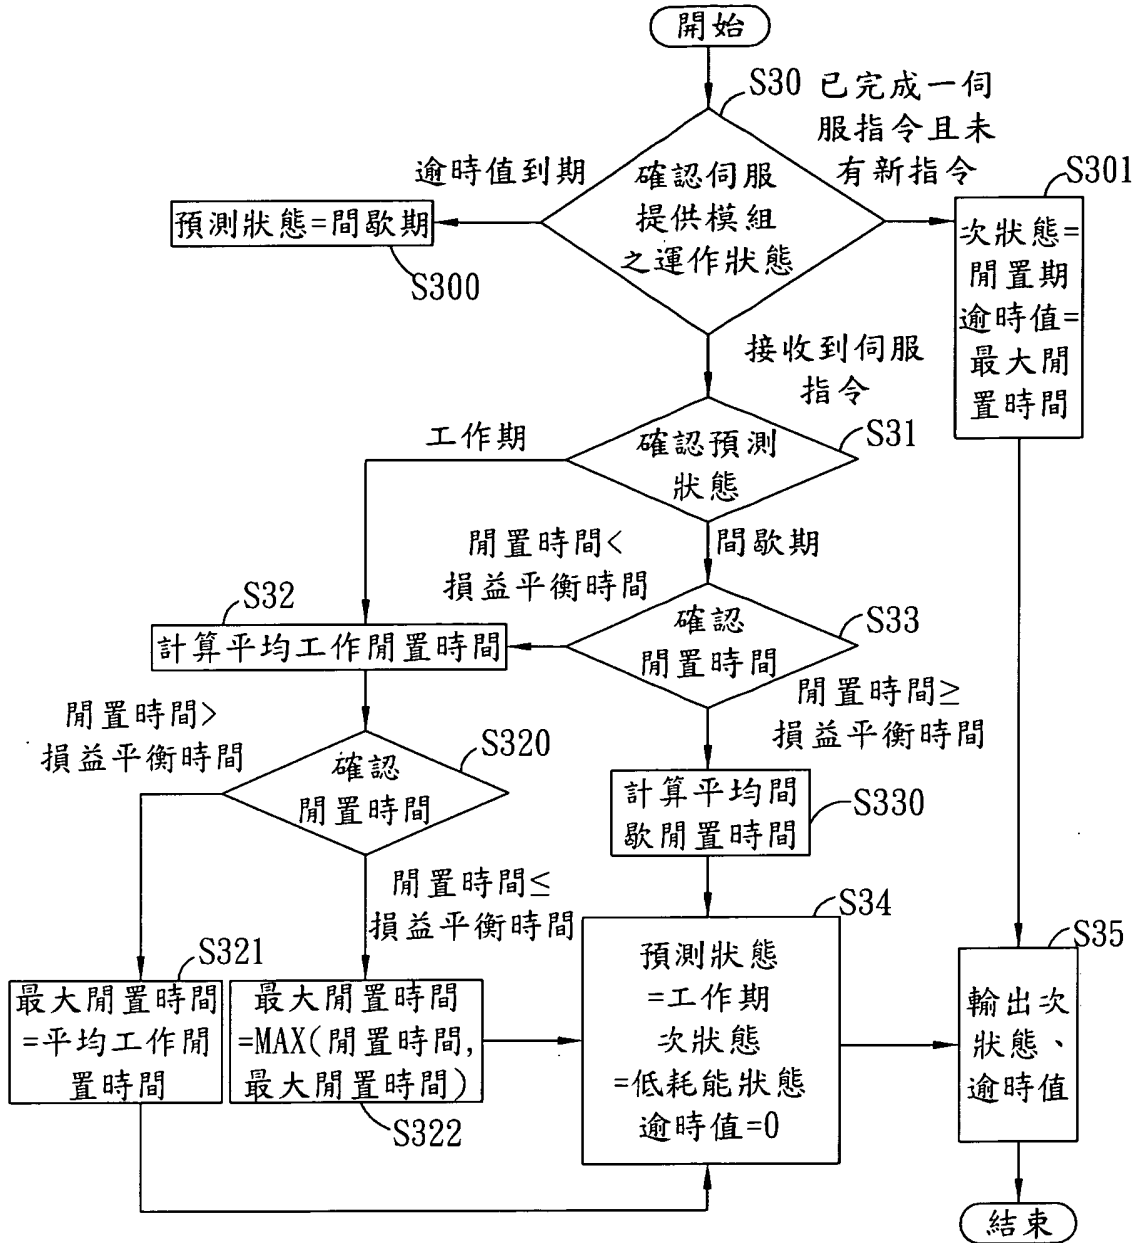 開始
S30
已完成一伺
服指令且未
有新指令
逾時值到期
確認伺服
提供模組
之運作狀態
S301
預測狀態=間歇期
S300
次狀態=
閒置期
逾時值=
最大閒
置時間
接收到伺服
指令
工作期
確認預測
狀態
S31
閒置時間<
損益平衡時間
間歇期
S32
計算平均工作閒置時間
確認
閒置時間
S33
閒置時間>
損益平衡時間
閒置時間≥
損益平衡時間
確認
閒置時間
S320
計算平均間
歇閒置時間
S330
閒置時間≤
損益平衡時間
S34
S321
最大閒置時間
=平均工作閒
置時間
最大閒置時間
=MAX(閒置時間,
最大閒置時間)
S322
預測狀態
=工作期
次狀態
=低耗能狀態
逾時值=0
S35
輸出次
狀態、
逾時值
結束